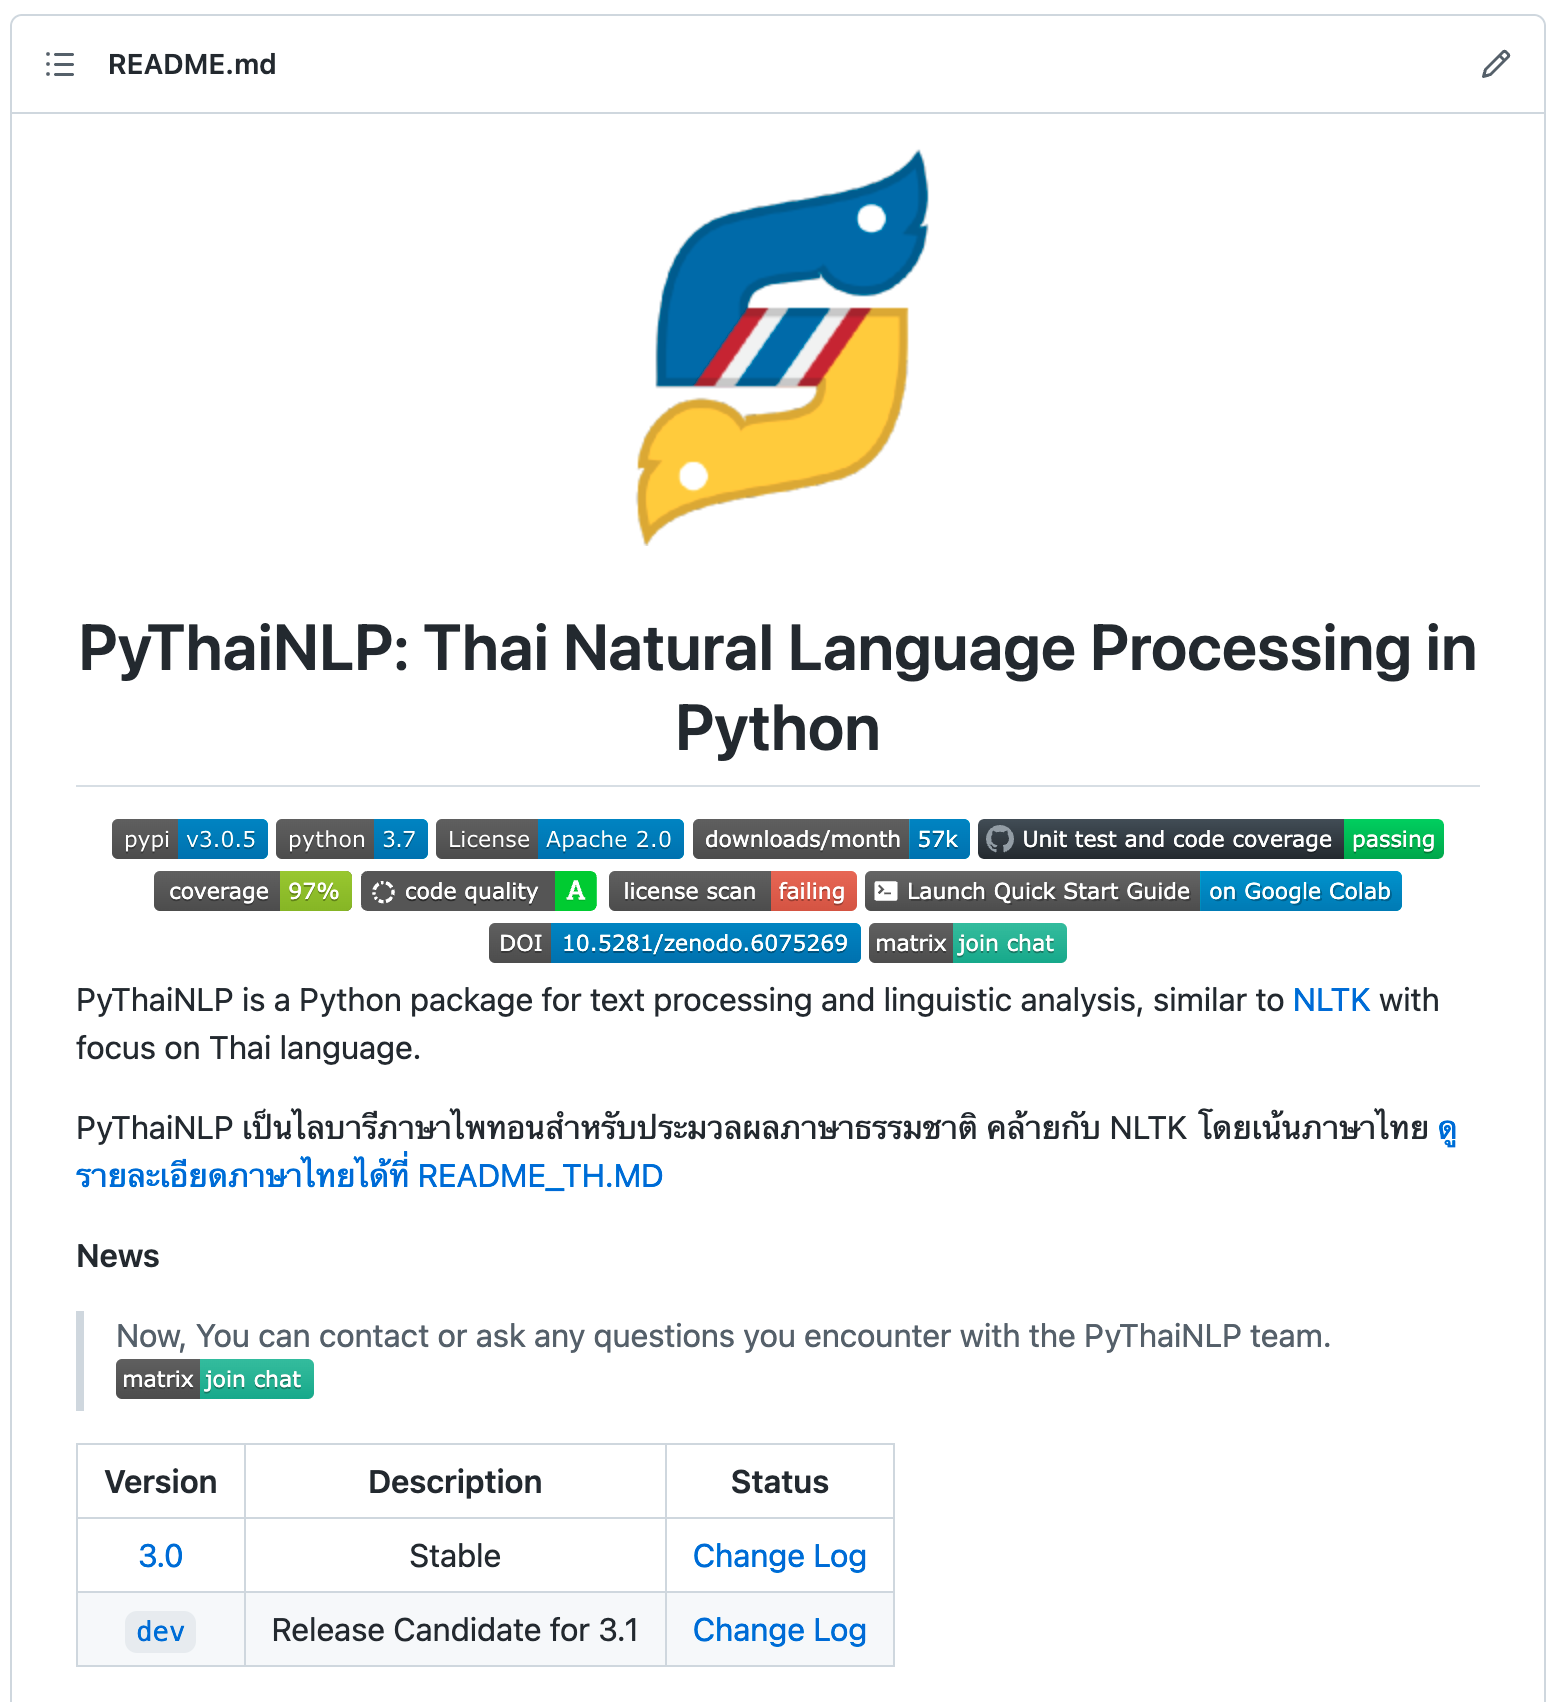 README.md
PyThaiNLP: Thai Natural Language Processing in
Python
pypi v3.0.5 python 3.7 License Apache 2.0 downloads/month 57k Unit test and code coverage passing
coverage 97% code quality A license scan failing Launch Quick Start Guide on Google Colab
DOI 10.5281/zenodo.6075269 matrix join chat
PyThaiNLP is a Python package for text processing and linguistic analysis, similar to NLTK with
focus on Thai language.
PyThaiNLP เป็นไลบารีภาษาไพทอนสำหรับประมวลผลภาษาธรรมชาติ คล้ายกับ NLTK โดยเน้นภาษาไทย ดู
รายละเอียดภาษาไทยได้ที่ README_TH.MD
News
Now, You can contact or ask any questions you encounter with the PyThaiNLP team.
matrix join chat
Version Description Status
3.0 Stable Change Log
dev Release Candidate for 3.1 Change Log